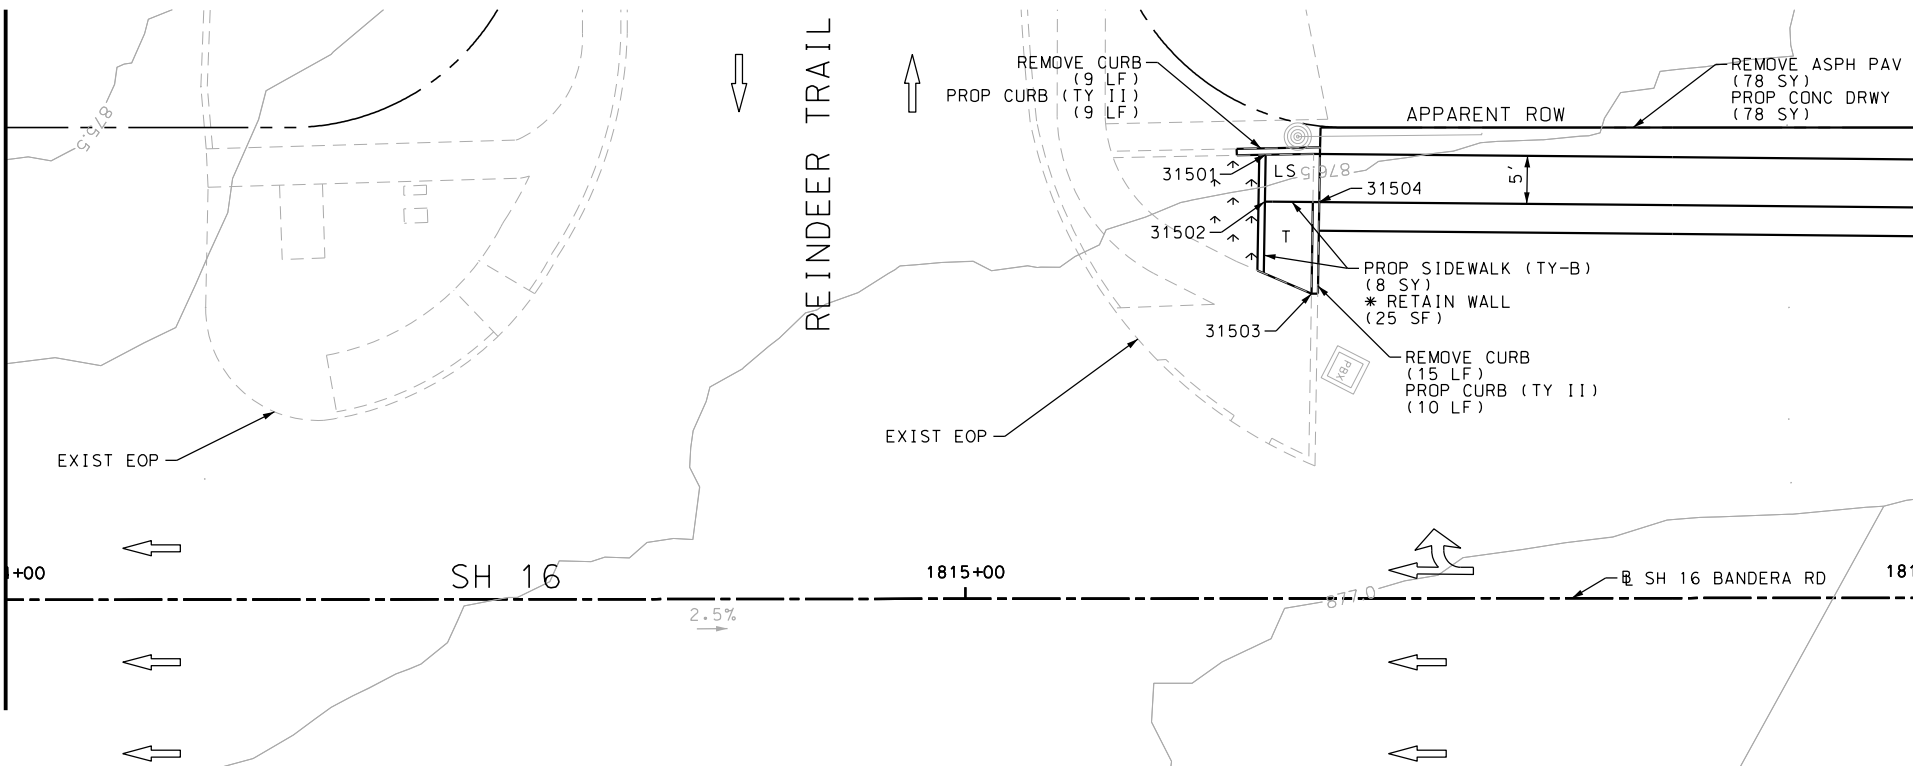 REINDEER TRAIL
REMOVE CURB
(9 LF)
PROP CURB (TY II)
(9 LF)
REMOVE ASPH PAV
(78 SY)
PROP CONC DRWY
(78 SY)
APPARENT ROW
875.5
31501
LS
876.5
5'
31504
31502
T
PROP SIDEWALK (TY-B)
(8 SY)
* RETAIN WALL
(25 SF)
31503
REMOVE CURB
(15 LF)
PROP CURB (TY II)
(10 LF)
PBX
EXIST EOP
EXIST EOP
+00
SH 16
1815+00
℄ SH 16 BANDERA RD
181
877.0
2.5%